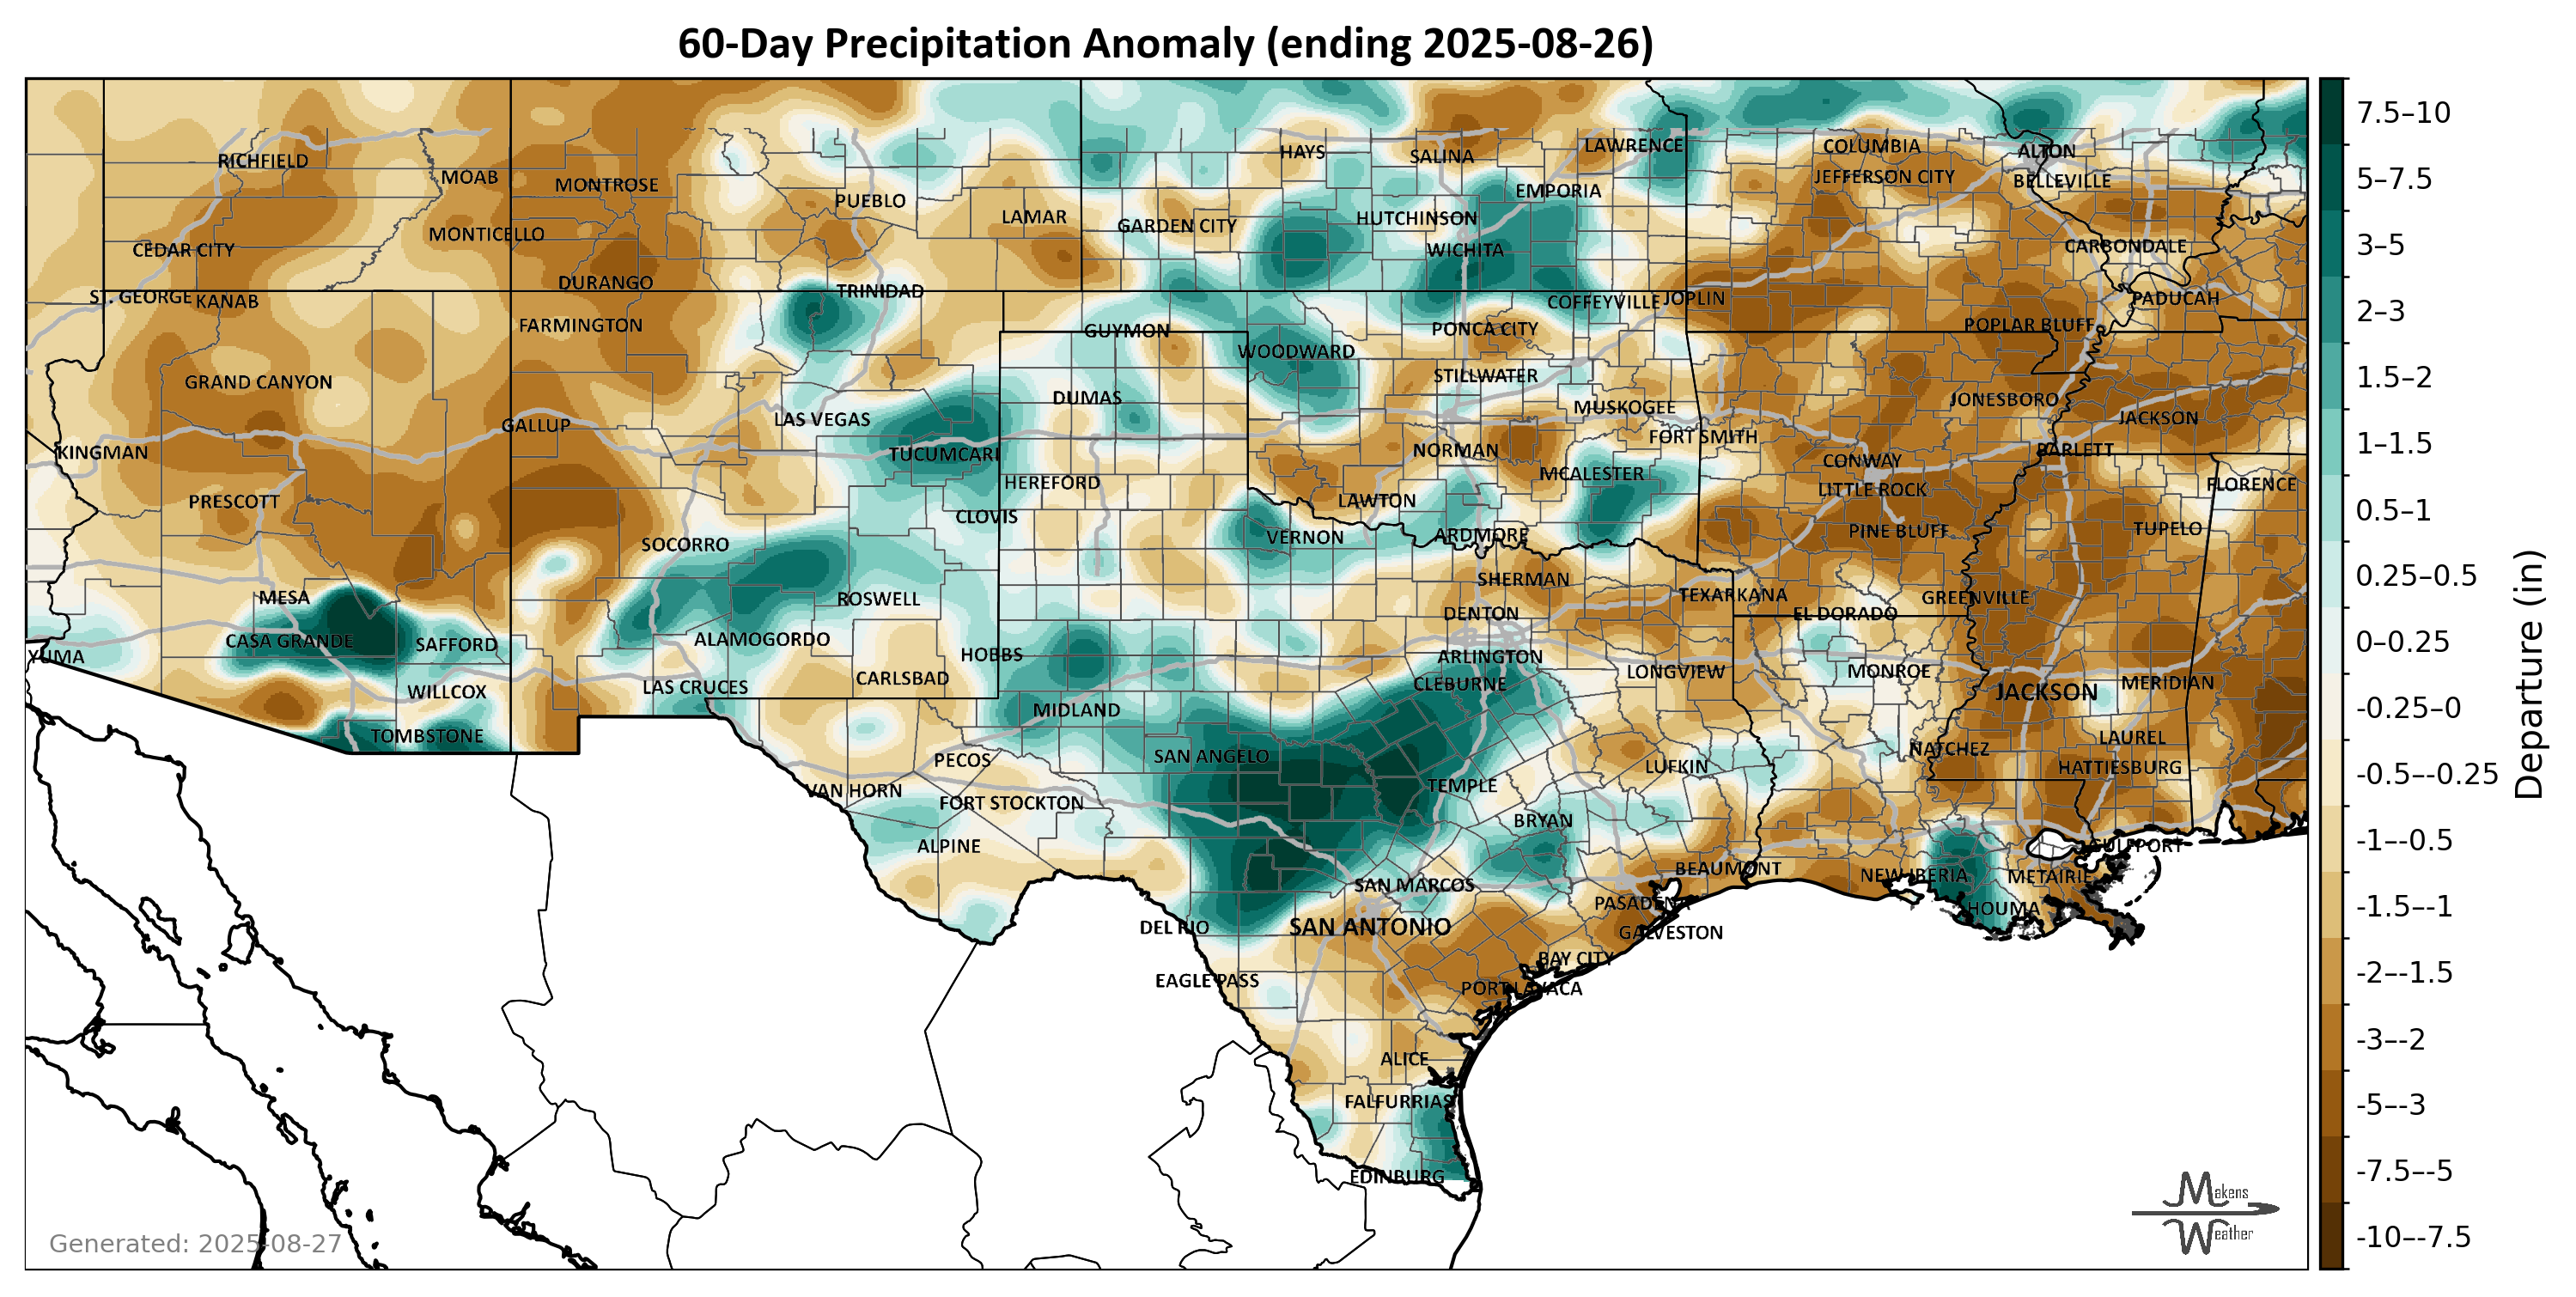 60-Day Precipitation Anomaly (ending 2025-08-26)
RICHFIELD
MOAB
MONTROSE
PUEBLO
LAMAR
HAYS
SALINA
LAWRENCE
EMPORIA
COLUMBIA
JEFFERSON CITY
ALTON
BELLEVILLE
CEDAR CITY
MONTICELLO
DURANGO
GARDEN CITY
HUTCHINSON
WICHITA
CARBONDALE
ST. GEORGE
KANAB
FARMINGTON
TRINIDAD
GUYMON
COFFEYVILLE
JOPLIN
PONCA CITY
POPLAR BLUFF
PADUCAH
GRAND CANYON
GALLUP
LAS VEGAS
DUMAS
WOODWARD
STILLWATER
MUSKOGEE
JONESBORO
JACKSON
KINGMAN
PRESCOTT
TUCUMCARI
HEREFORD
NORMAN
FORT SMITH
MCALESTER
LAWTON
CONWAY
LITTLE ROCK
BARLETT
FLORENCE
SOCORRO
CLOVIS
VERNON
ARDMORE
PINE BLUFF
TUPELO
MESA
CASA GRANDE
SAFFORD
ROSWELL
ALAMOGORDO
SHERMAN
DENTON
TEXARKANA
EL DORADO
GREENVILLE
YUMA
WILLCOX
LAS CRUCES
CARLSBAD
HOBBS
ARLINGTON
CLEBURNE
LONGVIEW
MONROE
JACKSON
MERIDIAN
TOMBSTONE
MIDLAND
PECOS
SAN ANGELO
TEMPLE
LUFKIN
NATCHEZ
LAUREL
HATTIESBURG
VAN HORN
FORT STOCKTON
ALPINE
BRYAN
BEAUMONT
NEW IBERIA
METAIRIE
GULFPORT
SAN MARCOS
PASADENA
HOUMA
DEL RIO
SAN ANTONIO
GALVESTON
EAGLE PASS
BAY CITY
PORT LAVACA
ALICE
FALFURRIAS
EDINBURG
7.5–10
5–7.5
3–5
2–3
1.5–2
1–1.5
0.5–1
0.25–0.5
0–0.25
-0.25–0
-0.5–-0.25
-1–-0.5
-1.5–-1
-2–-1.5
-3–-2
-5–-3
-7.5–-5
-10–-7.5
Departure (in)
Generated: 2025-08-27
Makens
Weather